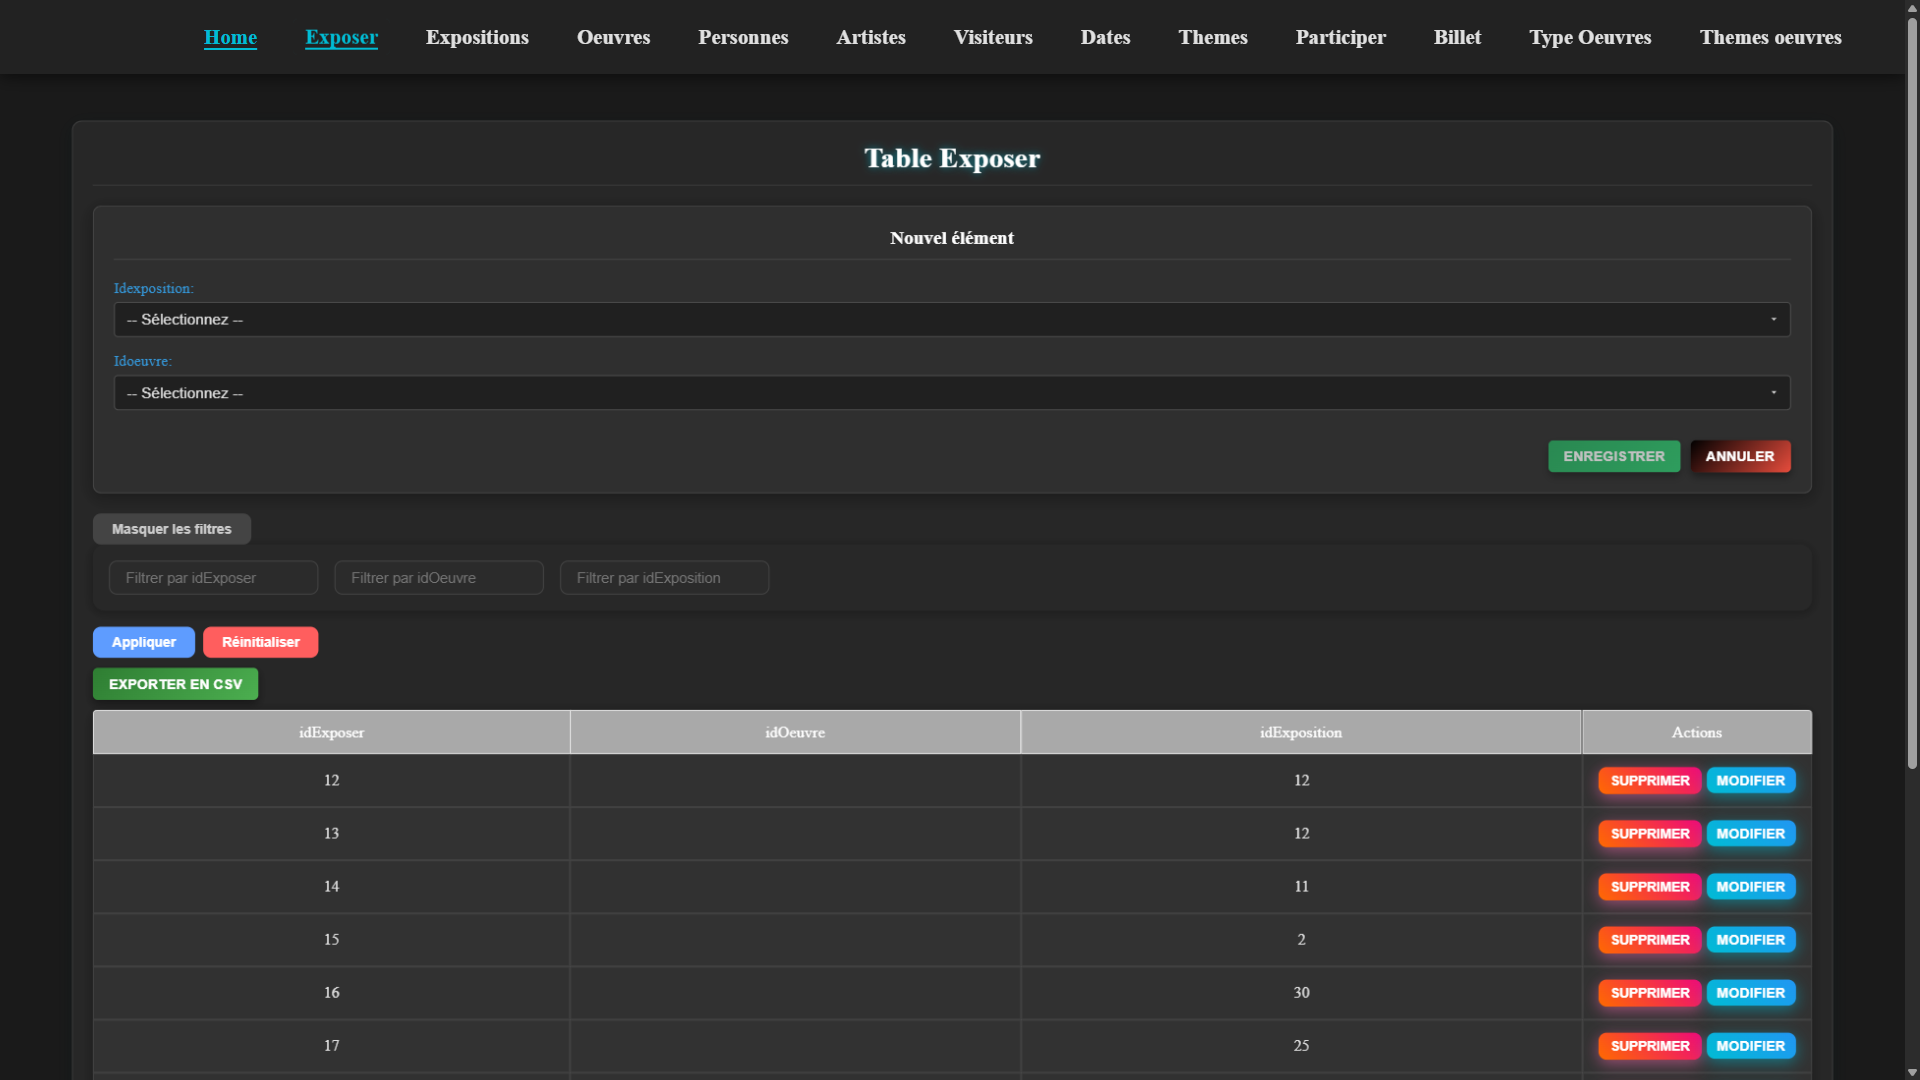 Home Exposer Expositions Oeuvres Personnes Artistes Visiteurs Dates Themes Participer Billet Type Oeuvres Themes oeuvres
Table Exposer
Nouvel élément
Idexposition:
-- Sélectionnez --
Idoeuvre:
-- Sélectionnez --
ENREGISTRER ANNULER
Masquer les filtres
Filtrer par idExposer Filtrer par idOeuvre Filtrer par idExposition
Appliquer Réinitialiser
EXPORTER EN CSV
idExposer idOeuvre idExposition Actions
12 12 SUPPRIMER MODIFIER
13 12 SUPPRIMER MODIFIER
14 11 SUPPRIMER MODIFIER
15 2 SUPPRIMER MODIFIER
16 30 SUPPRIMER MODIFIER
17 25 SUPPRIMER MODIFIER